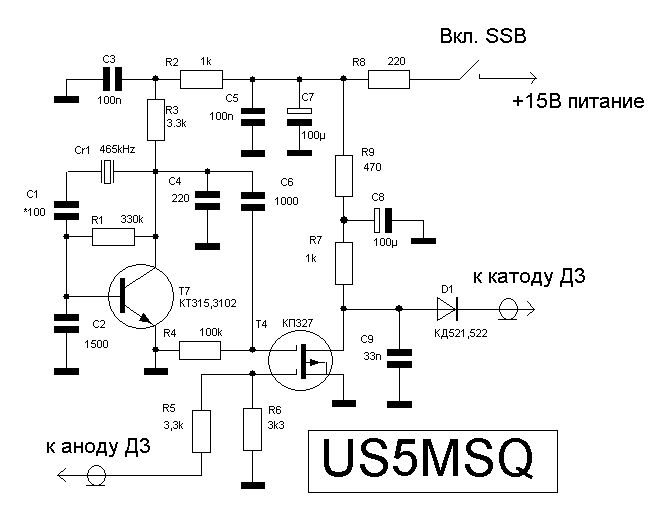 Вкл. SSB
C3
R2
1k
R8
220
100n
+15В питание
R3
3.3k
C5
100n
C7
100µ
Cr1
465kHz
R9
470
C1
*100
C4
220
C6
1000
C8
100µ
R1
330k
R7
1k
T7
КТ315,3102
к катоду Д3
D1
C2
1500
R4
100k
T4
КП327
КД521,522
C9
33n
R5
3,3k
R6
3k3
к аноду Д3
US5MSQ